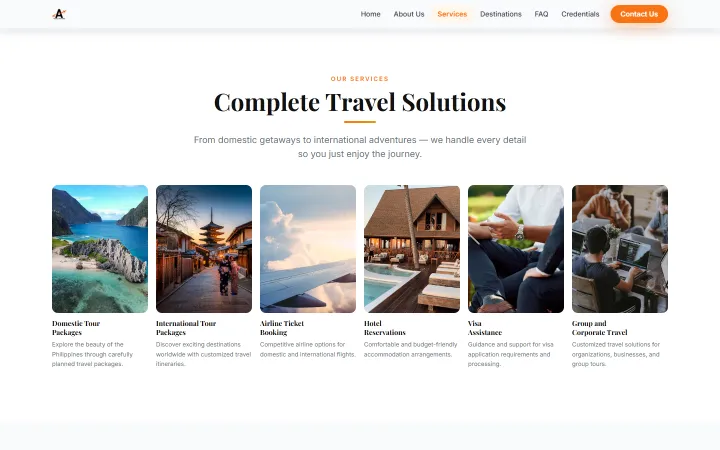 A
Home
About Us
Services
Destinations
FAQ
Credentials
Contact Us
OUR SERVICES
Complete Travel Solutions
From domestic getaways to international adventures — we handle every detail
so you just enjoy the journey.
Domestic Tour
Packages
Explore the beauty of the
Philippines through carefully
planned travel packages.
International Tour
Packages
Discover exciting destinations
worldwide with customized travel
itineraries.
Airline Ticket
Booking
Competitive airline options for
domestic and international flights.
Hotel
Reservations
Comfortable and budget-friendly
accommodation arrangements.
Visa
Assistance
Guidance and support for visa
application requirements and
processing.
Group and
Corporate Travel
Customized travel solutions for
organizations, businesses, and
group tours.